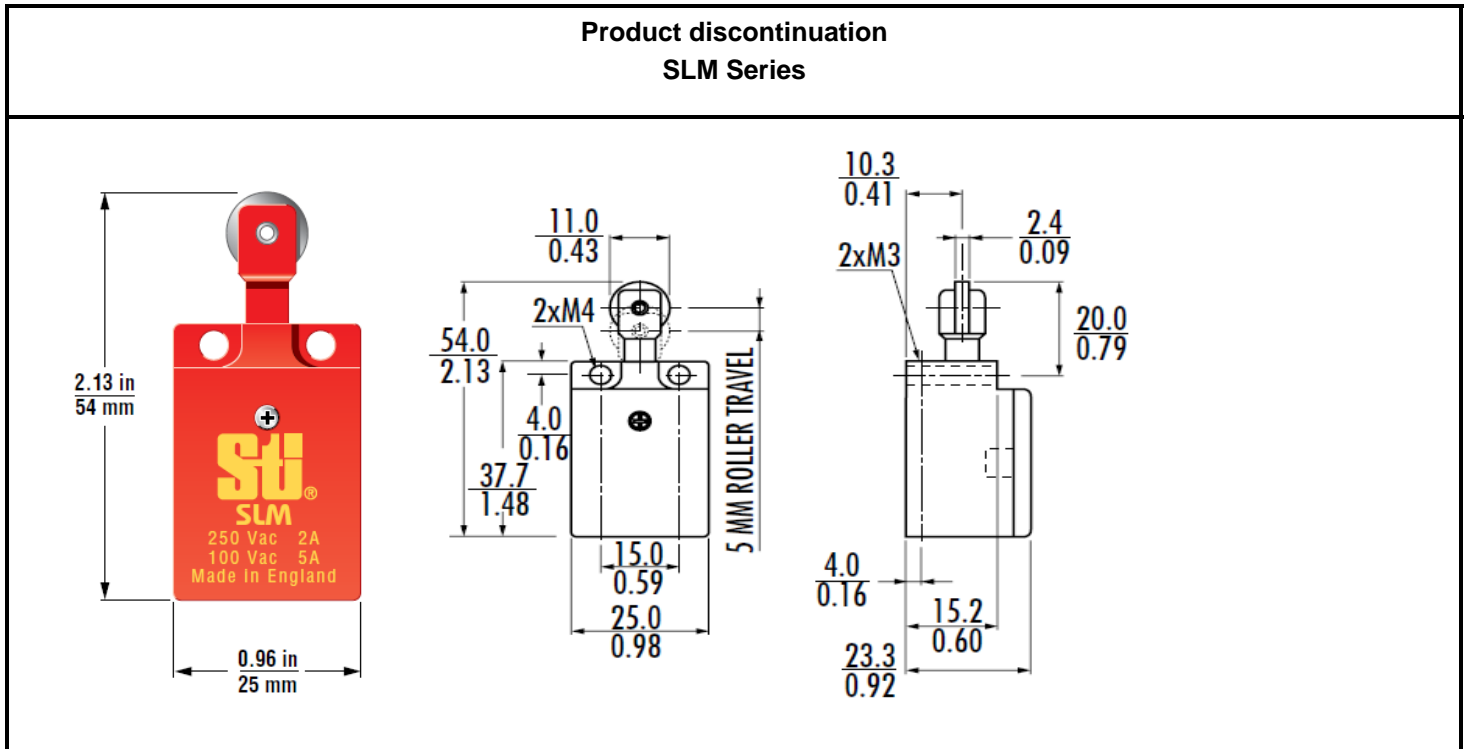 Product discontinuation
SLM Series
2.13 in
54 mm
Sti®
SLM
250 Vac 2A
100 Vac 5A
Made in England
0.96 in
25 mm
11.0
0.43
2xM4
54.0
2.13
4.0
0.16
37.7
1.48
5 MM ROLLER TRAVEL
15.0
0.59
25.0
0.98
10.3
0.41
2.4
0.09
2xM3
20.0
0.79
4.0
0.16
15.2
0.60
23.3
0.92